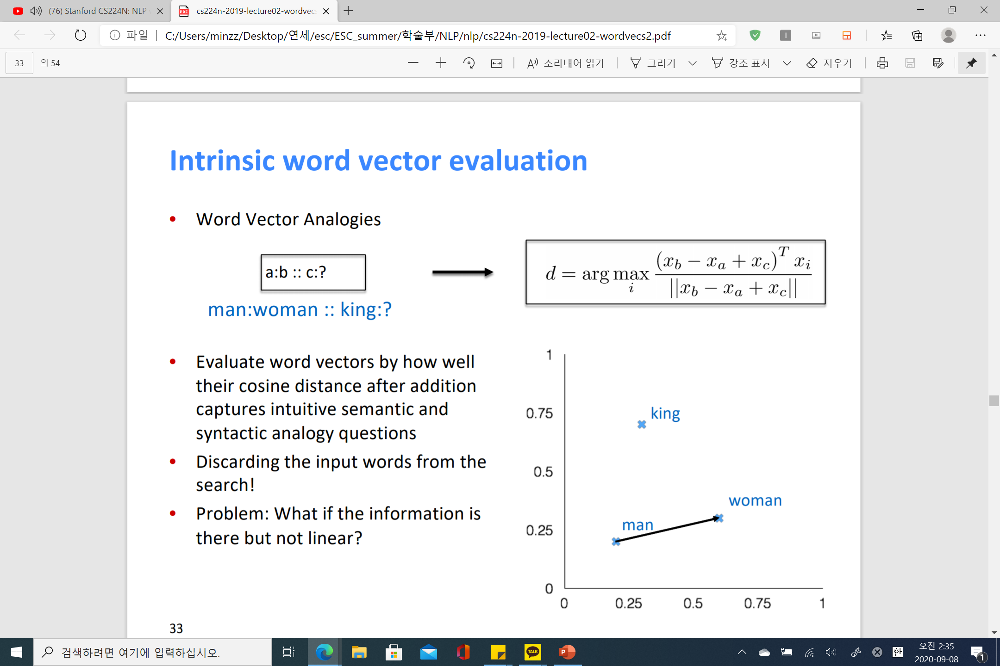 (76) Stanford CS224N: NLP
cs224n-2019-lecture02-wordvecs
파일
C:/Users/minzz/Desktop/연세/esc/ESC_summer/학술부/NLP/nlp/cs224n-2019-lecture02-wordvecs2.pdf
33 의 54
소리내어 읽기
그리기
강조 표시
지우기
Intrinsic word vector evaluation
• Word Vector Analogies
a:b :: c:?
man:woman :: king:?
d = arg max_i (x_b − x_a + x_c)^T x_i / ||x_b − x_a + x_c||
• Evaluate word vectors by how well
their cosine distance after addition
captures intuitive semantic and
syntactic analogy questions
• Discarding the input words from the
search!
• Problem: What if the information is
there but not linear?
1
0.75
0.5
0.25
0
king
woman
man
0 0.25 0.5 0.75 1
33
검색하려면 여기에 입력하십시오.
TALK
한
오전 2:35
2020-09-08
1